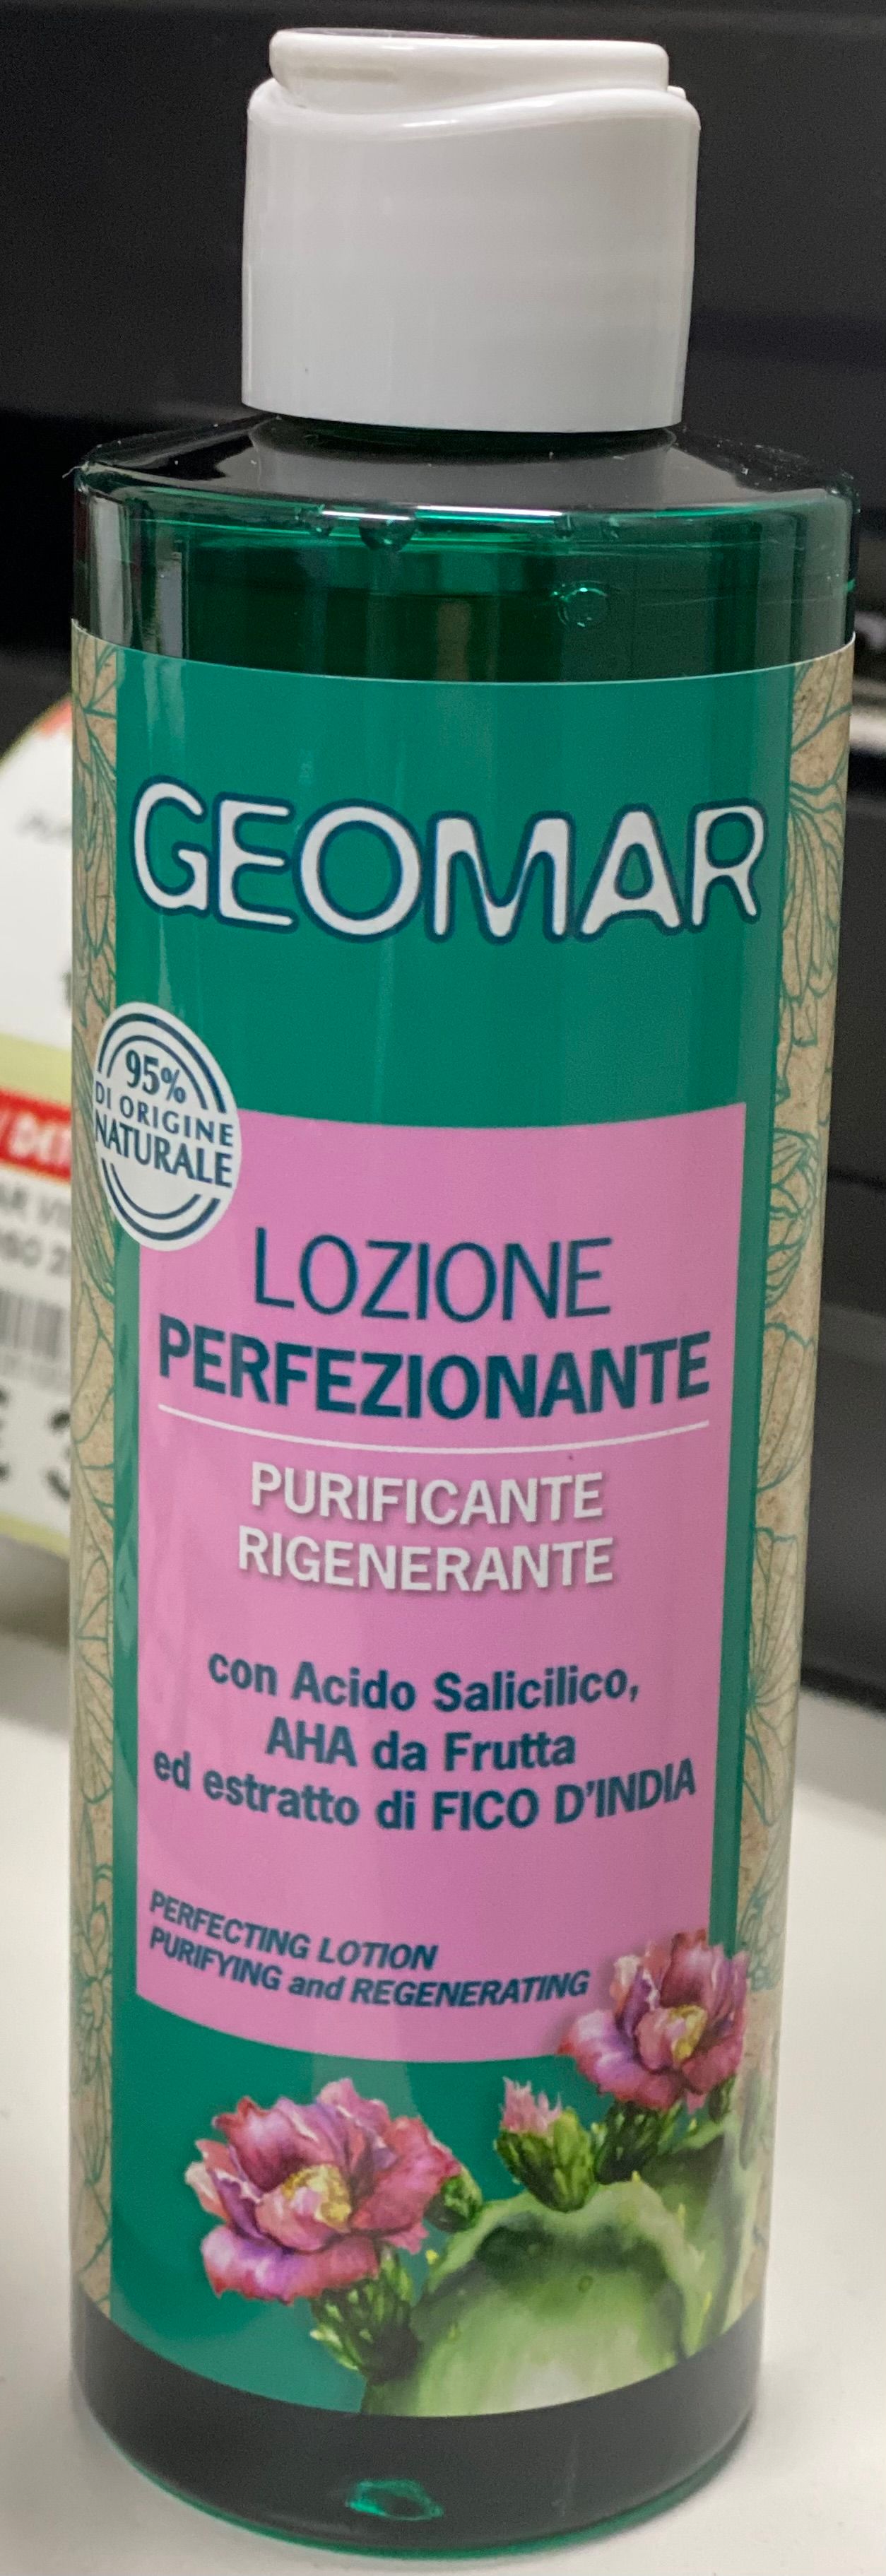 GEOMAR
95%
DI ORIGINE
NATURALE
LOZIONE
PERFEZIONANTE
PURIFICANTE
RIGENERANTE
con Acido Salicilico,
AHA da Frutta
ed estratto di FICO D'INDIA
PERFECTING LOTION
PURIFYING and REGENERATING